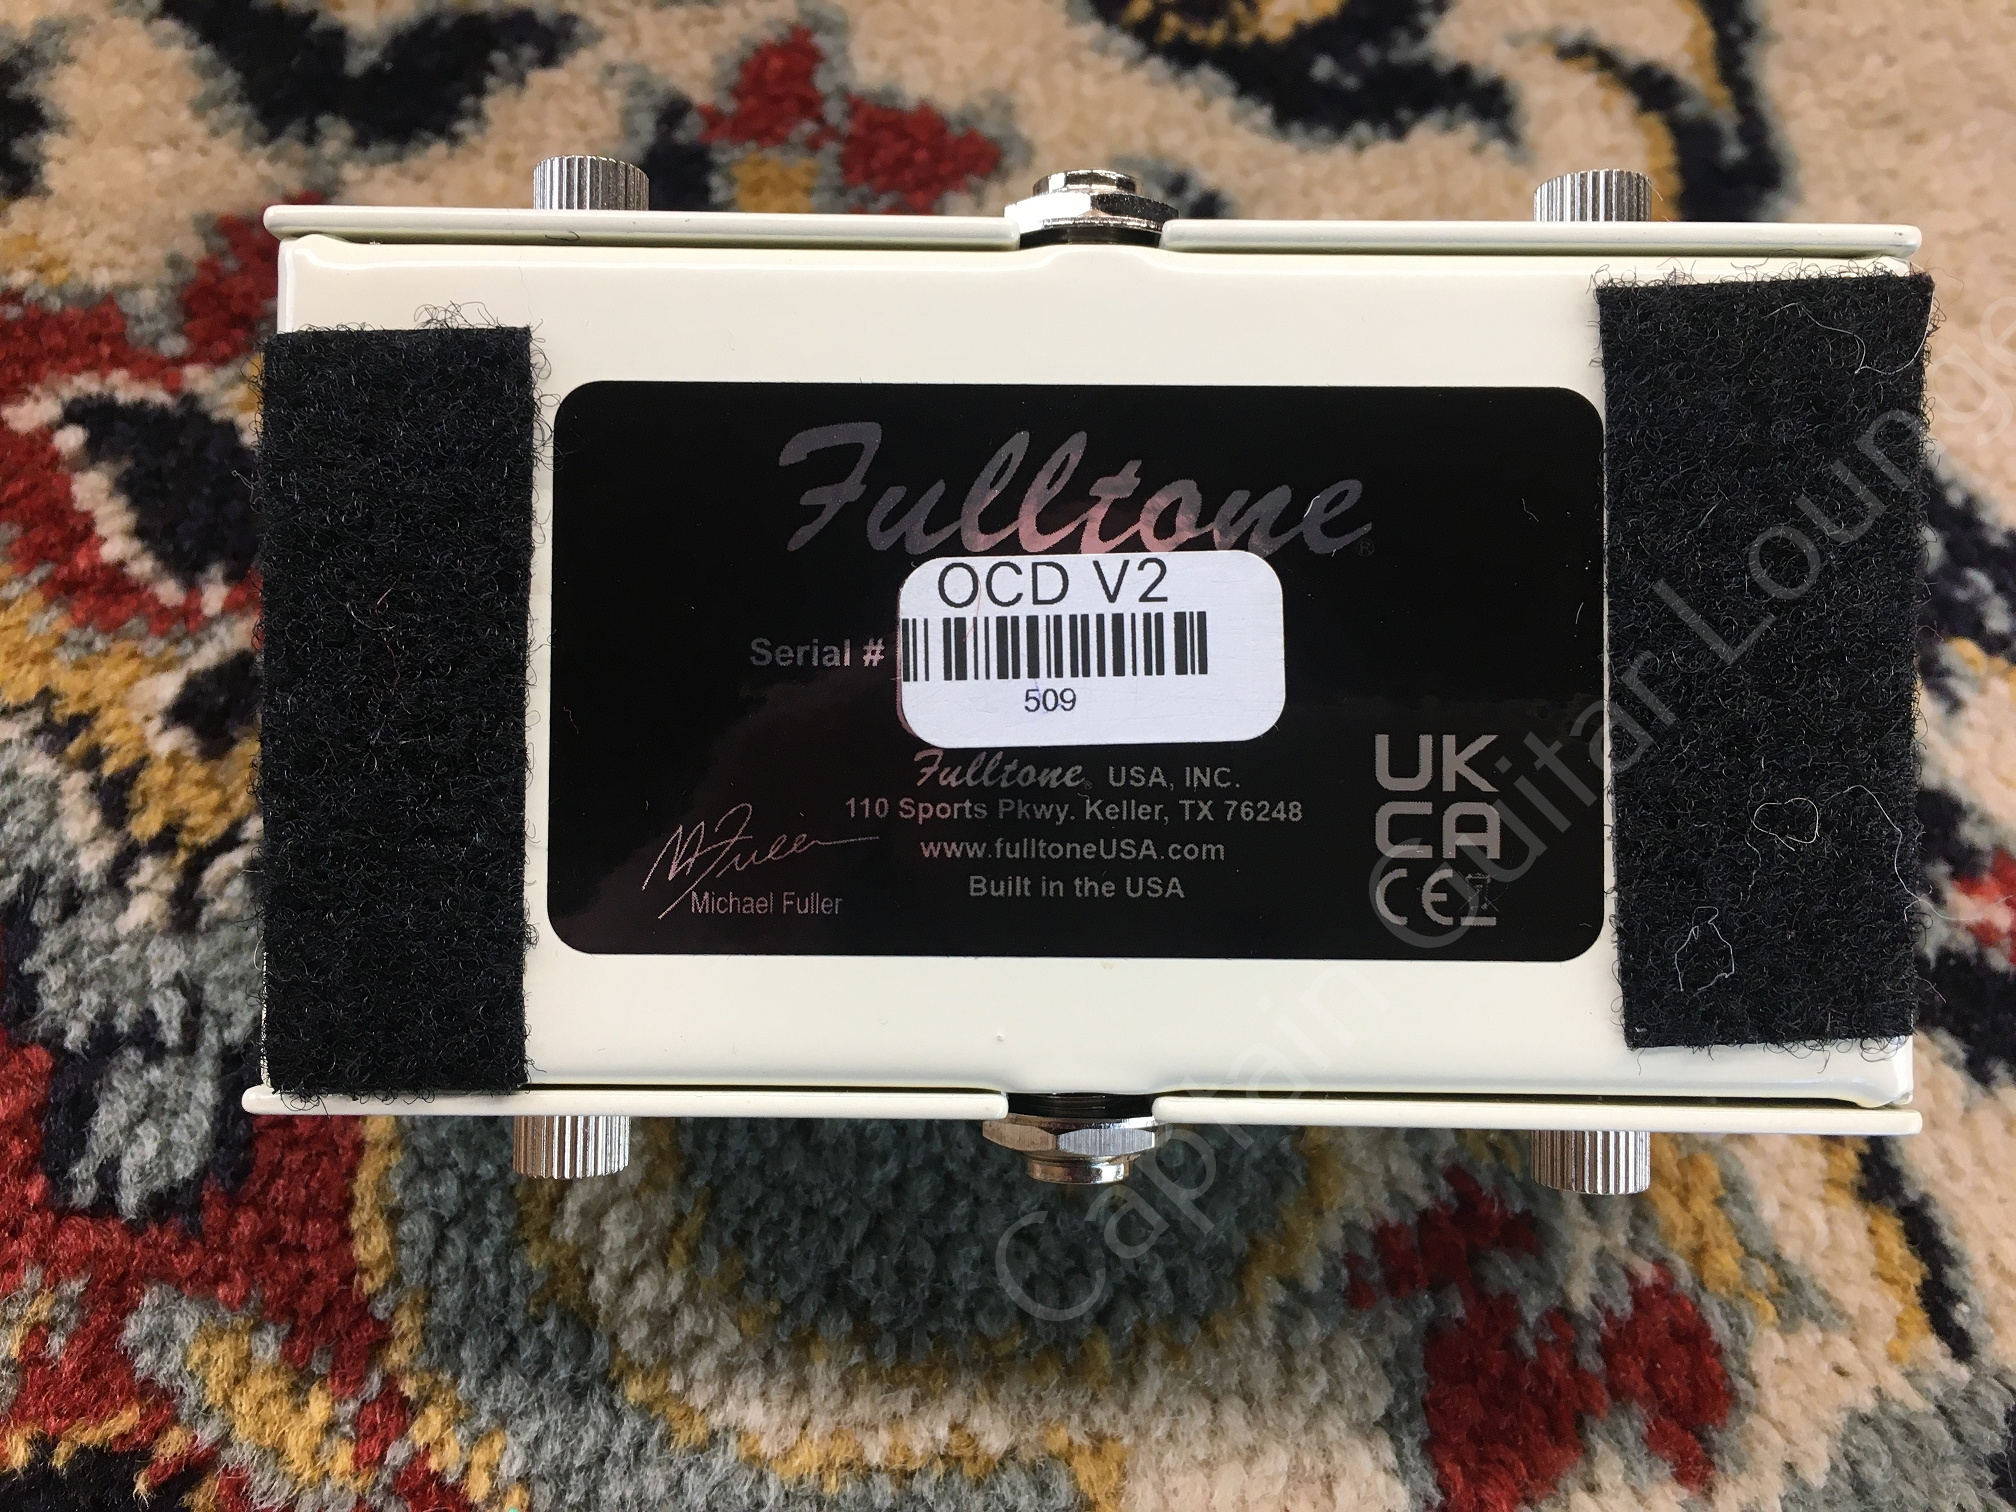 Fulltone®
OCD V2
Serial #
509
Fulltone® USA, INC.
110 Sports Pkwy. Keller, TX 76248
www.fulltoneUSA.com
Built in the USA
M Fuller
Michael Fuller
UK
CA
CE
Captain Guitar Lounge